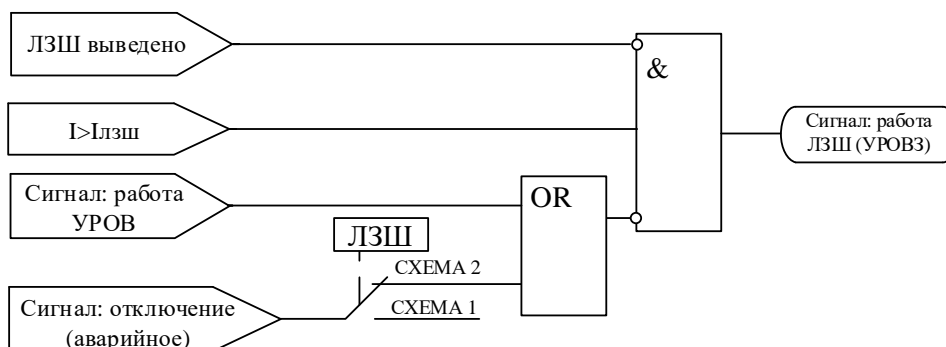 ЛЗШ выведено
&
I>Iлзш
Сигнал: работа
ЛЗШ (УРОВЗ)
Сигнал: работа
УРОВ
OR
ЛЗШ
СХЕМА 2
СХЕМА 1
Сигнал: отключение
(аварийное)